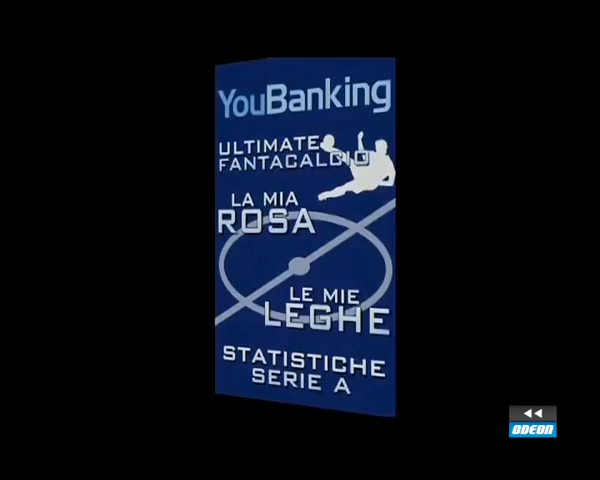 YouBanking
ULTIMATE
FANTACALCIO
LA MIA
ROSA
LE MIE
LEGHE
STATISTICHE
SERIE A
ODEON